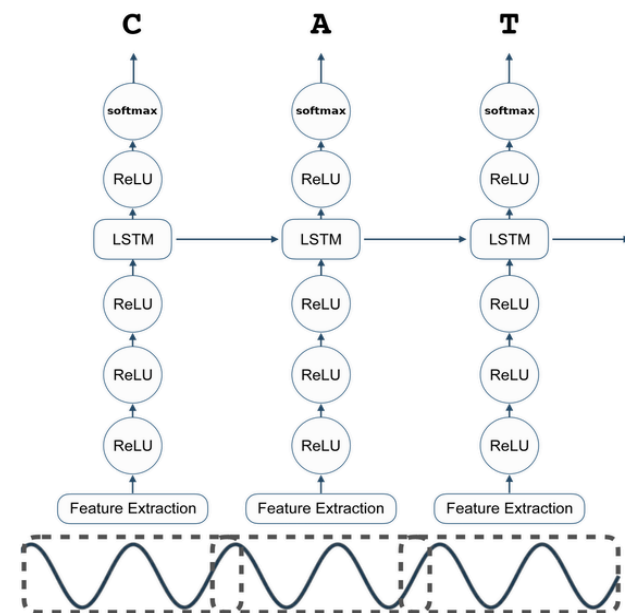 C A T
softmax softmax softmax
ReLU ReLU ReLU
LSTM LSTM LSTM
ReLU ReLU ReLU
ReLU ReLU ReLU
ReLU ReLU ReLU
Feature Extraction Feature Extraction Feature Extraction